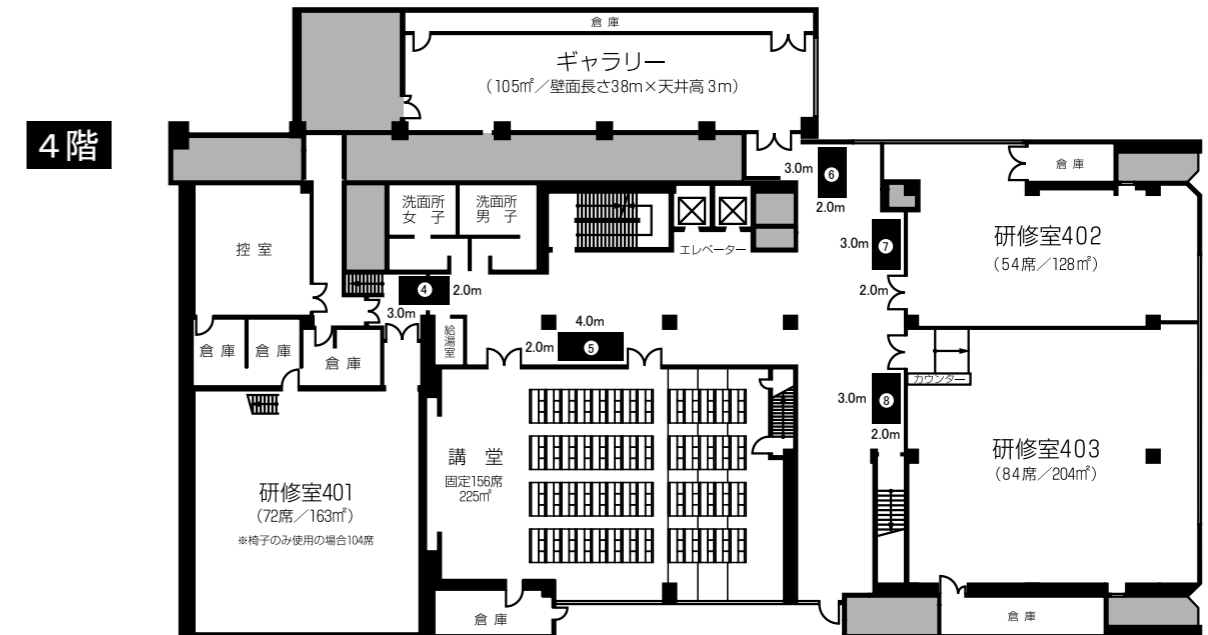 倉庫
ギャラリー
(105㎡/壁面長さ38m×天井高3m)
4階
3.0m
⑥
2.0m
倉庫
洗面所
女子
洗面所
男子
エレベーター
控室
3.0m
⑦
2.0m
研修室402
(54席/128㎡)
④
2.0m
3.0m
給湯室
4.0m
2.0m
⑤
倉庫
倉庫
倉庫
カウンター
3.0m
⑧
2.0m
講堂
固定156席
225㎡
研修室403
(84席/204㎡)
研修室401
(72席/163㎡)
※椅子のみ使用の場合104席
倉庫
倉庫